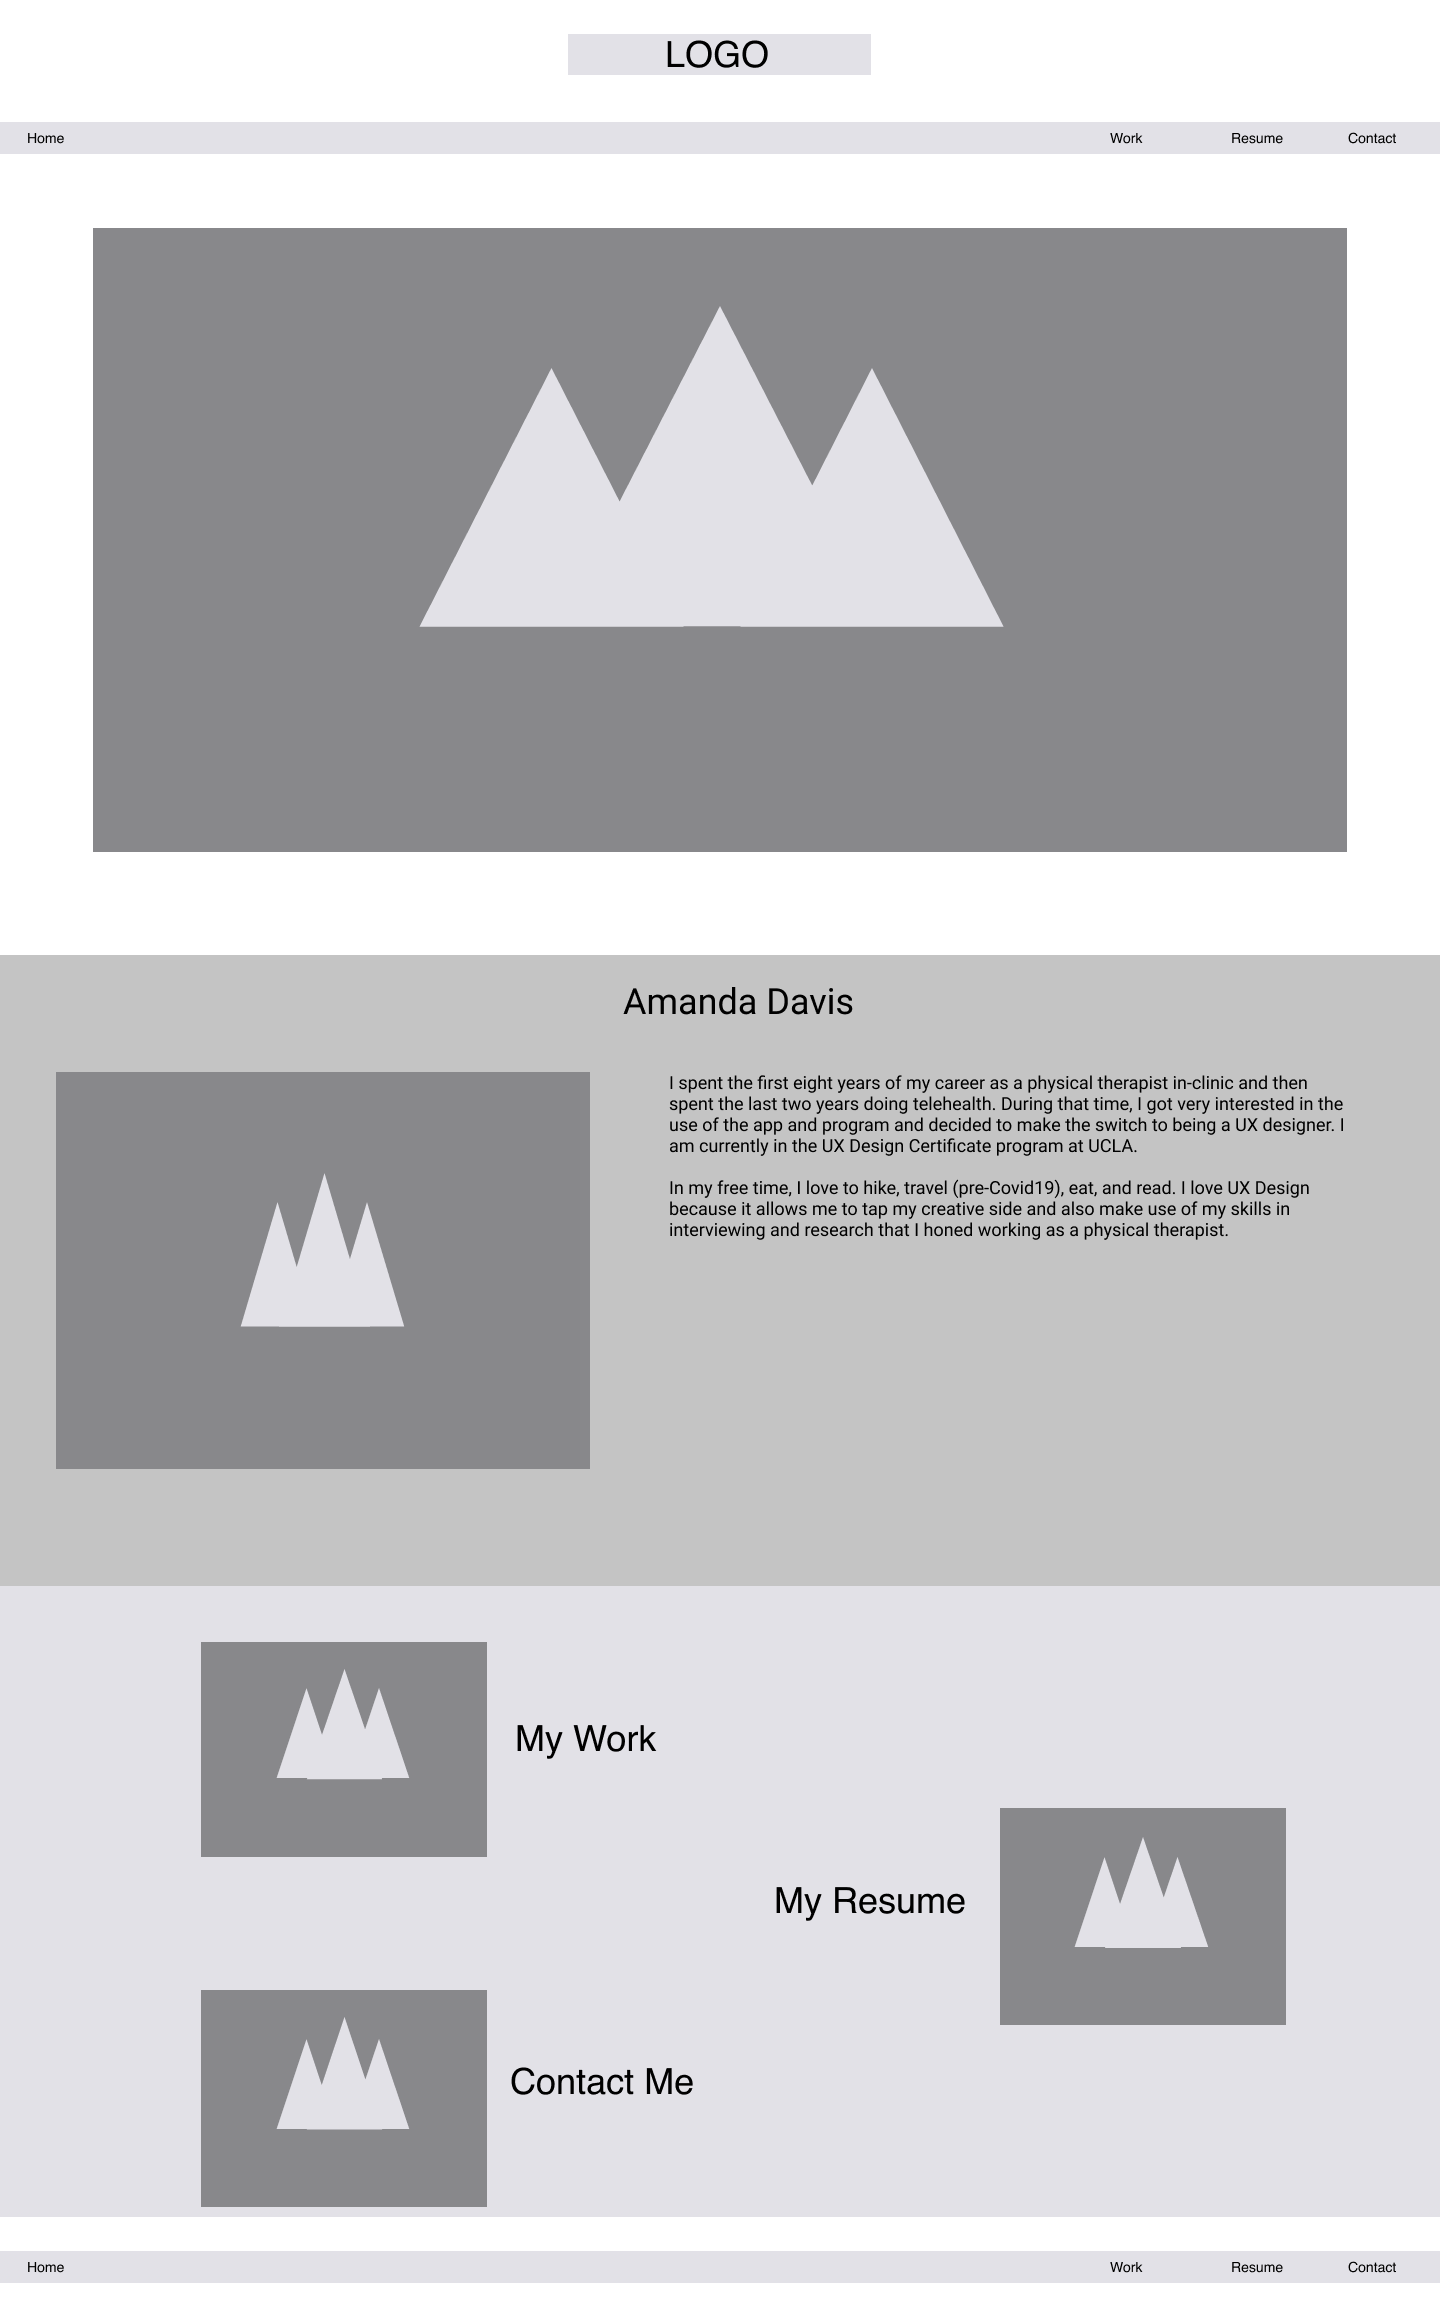 LOGO
Home Work Resume Contact
Amanda Davis
I spent the first eight years of my career as a physical therapist in-clinic and then
spent the last two years doing telehealth. During that time, I got very interested in the
use of the app and program and decided to make the switch to being a UX designer. I
am currently in the UX Design Certificate program at UCLA.
In my free time, I love to hike, travel (pre-Covid19), eat, and read. I love UX Design
because it allows me to tap my creative side and also make use of my skills in
interviewing and research that I honed working as a physical therapist.
My Work
My Resume
Contact Me
Home Work Resume Contact